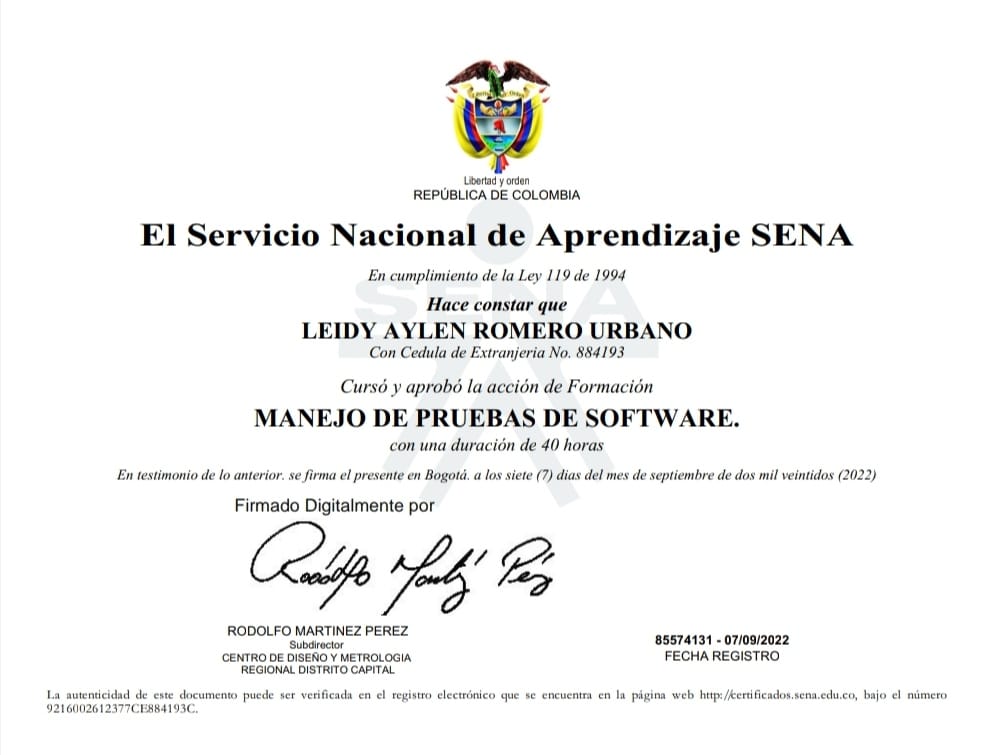 Libertad y orden
REPÚBLICA DE COLOMBIA
El Servicio Nacional de Aprendizaje SENA
En cumplimiento de la Ley 119 de 1994
SENA
Hace constar que
LEIDY AYLEN ROMERO URBANO
Con Cedula de Extranjeria No. 884193
Cursó y aprobó la acción de Formación
MANEJO DE PRUEBAS DE SOFTWARE.
con una duración de 40 horas
En testimonio de lo anterior. se firma el presente en Bogotá. a los siete (7) dias del mes de septiembre de dos mil veintidos (2022)
Firmado Digitalmente por
RODOLFO MARTINEZ PEREZ
Subdirector
CENTRO DE DISEÑO Y METROLOGIA
REGIONAL DISTRITO CAPITAL
85574131 - 07/09/2022
FECHA REGISTRO
La autenticidad de este documento puede ser verificada en el registro electrónico que se encuentra en la página web http://certificados.sena.edu.co, bajo el número
9216002612377CE884193C.